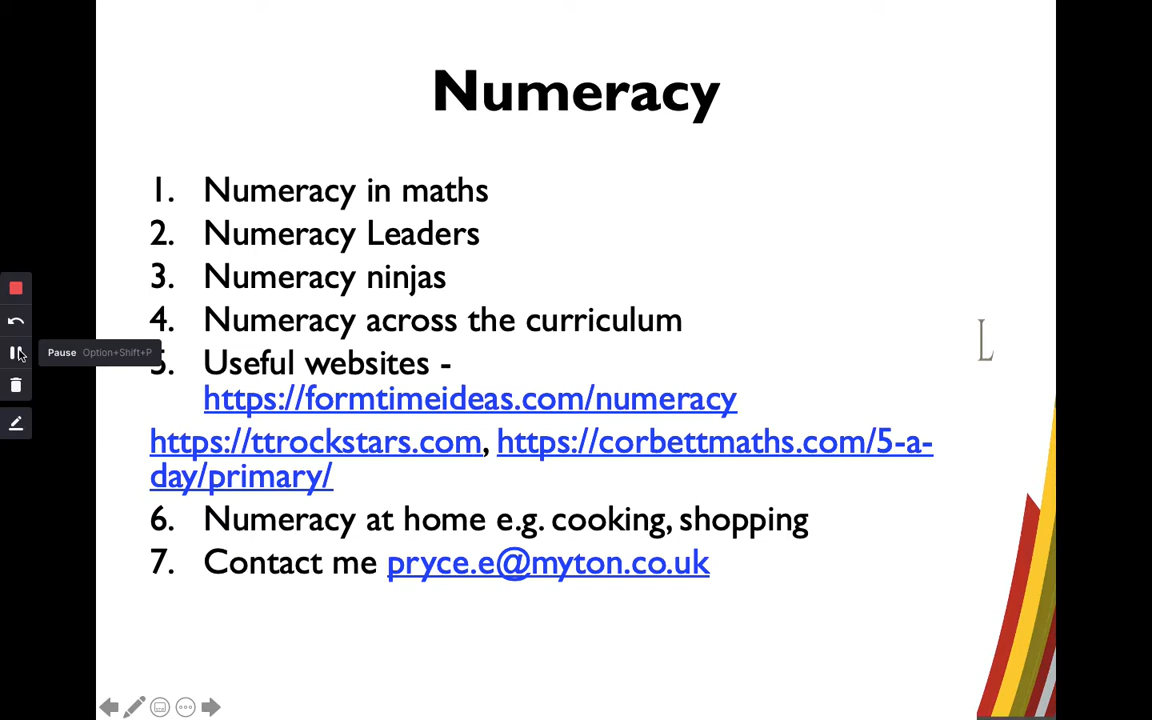 Numeracy
1. Numeracy in maths
2. Numeracy Leaders
3. Numeracy ninjas
4. Numeracy across the curriculum
Pause Option+Shift+P
5. Useful websites -
https://formtimeideas.com/numeracy
https://ttrockstars.com, https://corbettmaths.com/5-a-
day/primary/
6. Numeracy at home e.g. cooking, shopping
7. Contact me pryce.e@myton.co.uk